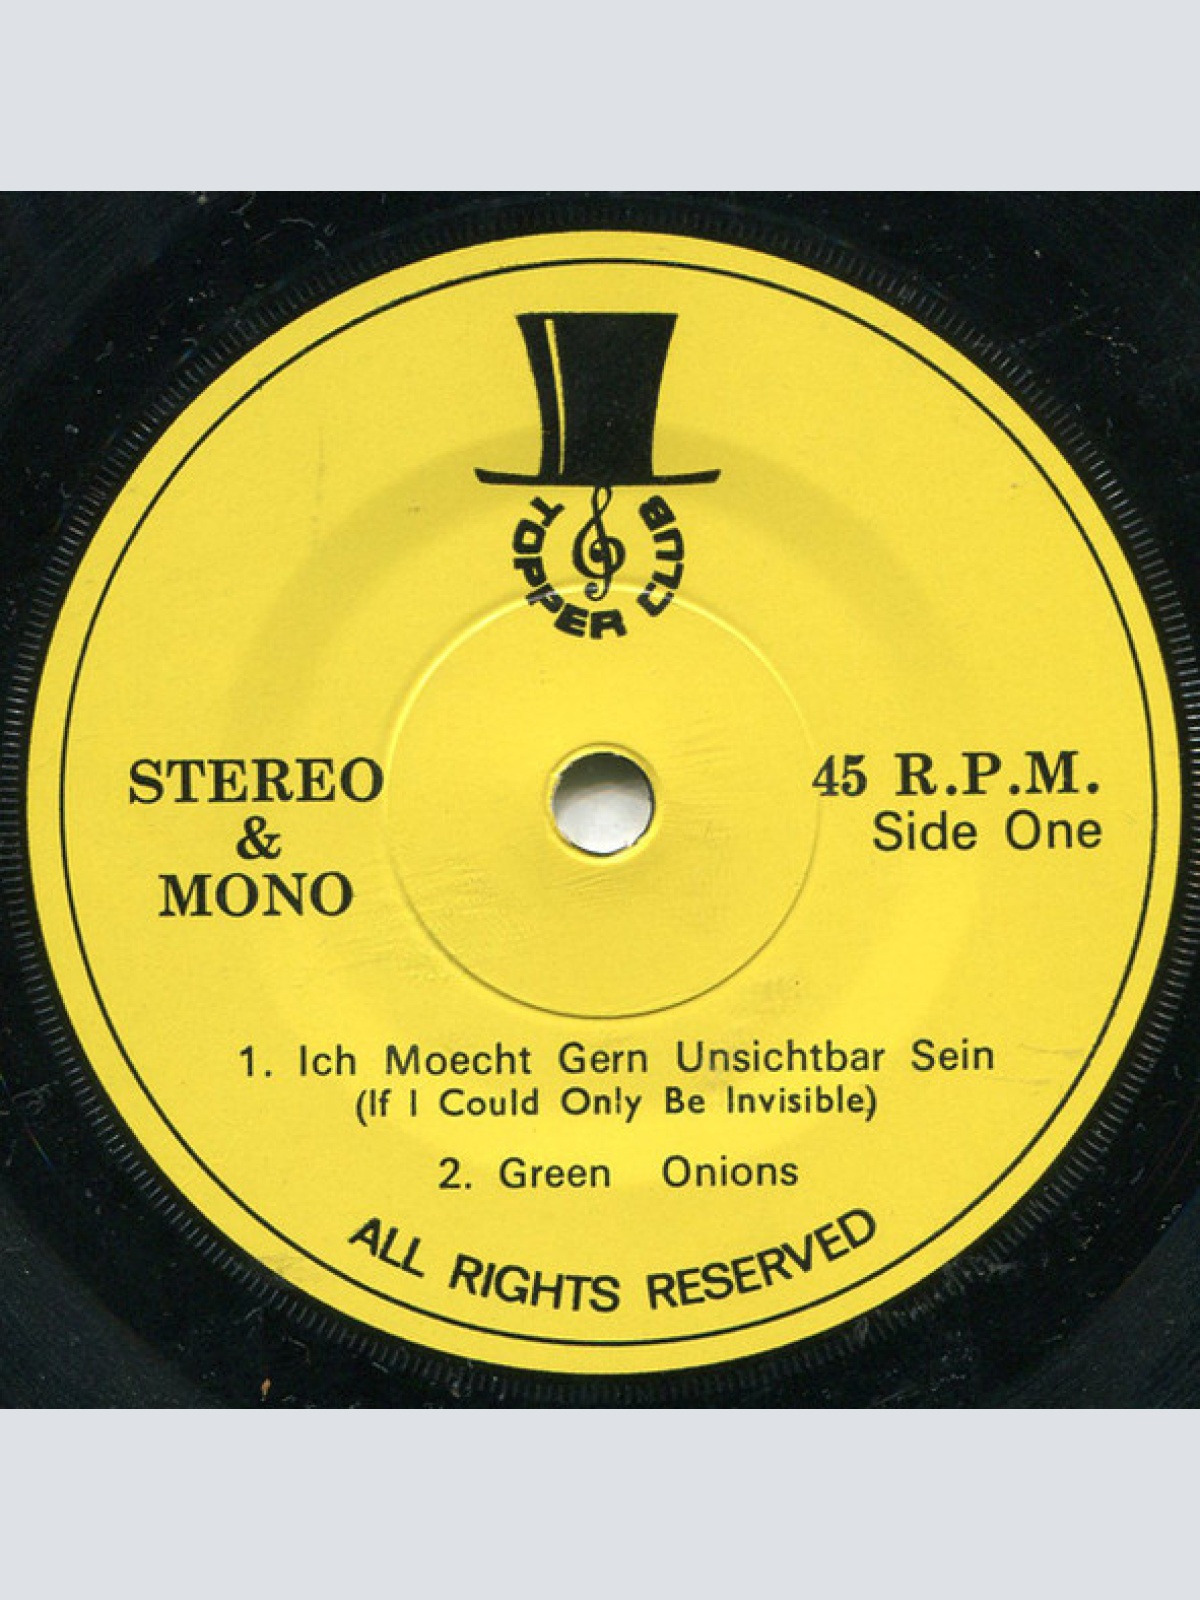 TOPPER CLUB
STEREO
&
MONO
45 R.P.M.
Side One
1. Ich Moecht Gern Unsichtbar Sein
(If I Could Only Be Invisible)
2. Green Onions
ALL RIGHTS RESERVED